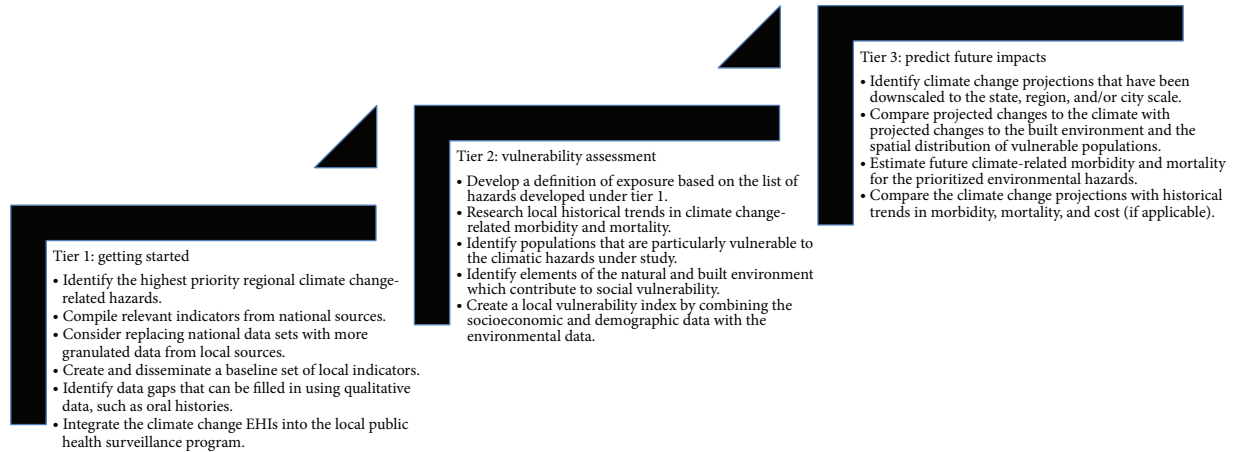 Tier 1: getting started
• Identify the highest priority regional climate change-
related hazards.
• Compile relevant indicators from national sources.
• Consider replacing national data sets with more
granulated data from local sources.
• Create and disseminate a baseline set of local indicators.
• Identify data gaps that can be filled in using qualitative
data, such as oral histories.
• Integrate the climate change EHIs into the local public
health surveillance program.
Tier 2: vulnerability assessment
• Develop a definition of exposure based on the list of
hazards developed under tier 1.
• Research local historical trends in climate change-
related morbidity and mortality.
• Identify populations that are particularly vulnerable to
the climatic hazards under study.
• Identify elements of the natural and built environment
which contribute to social vulnerability.
• Create a local vulnerability index by combining the
socioeconomic and demographic data with the
environmental data.
Tier 3: predict future impacts
• Identify climate change projections that have been
downscaled to the state, region, and/or city scale.
• Compare projected changes to the climate with
projected changes to the built environment and the
spatial distribution of vulnerable populations.
• Estimate future climate-related morbidity and mortality
for the prioritized environmental hazards.
• Compare the climate change projections with historical
trends in morbidity, mortality, and cost (if applicable).